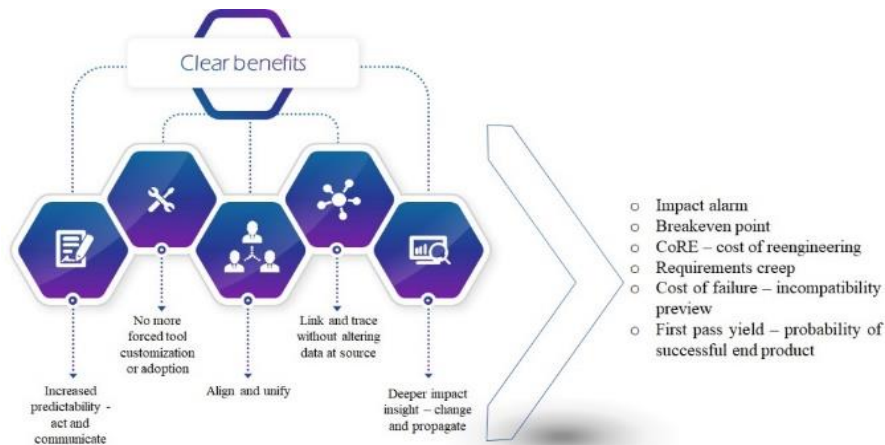 Clear benefits
Increased
predictability -
act and
communicate
No more
forced tool
customization
or adoption
Align and unify
Link and trace
without altering
data at source
Deeper impact
insight – change
and propagate
o Impact alarm
o Breakeven point
o CoRE – cost of reengineering
o Requirements creep
o Cost of failure – incompatibility
preview
o First pass yield – probability of
successful end product